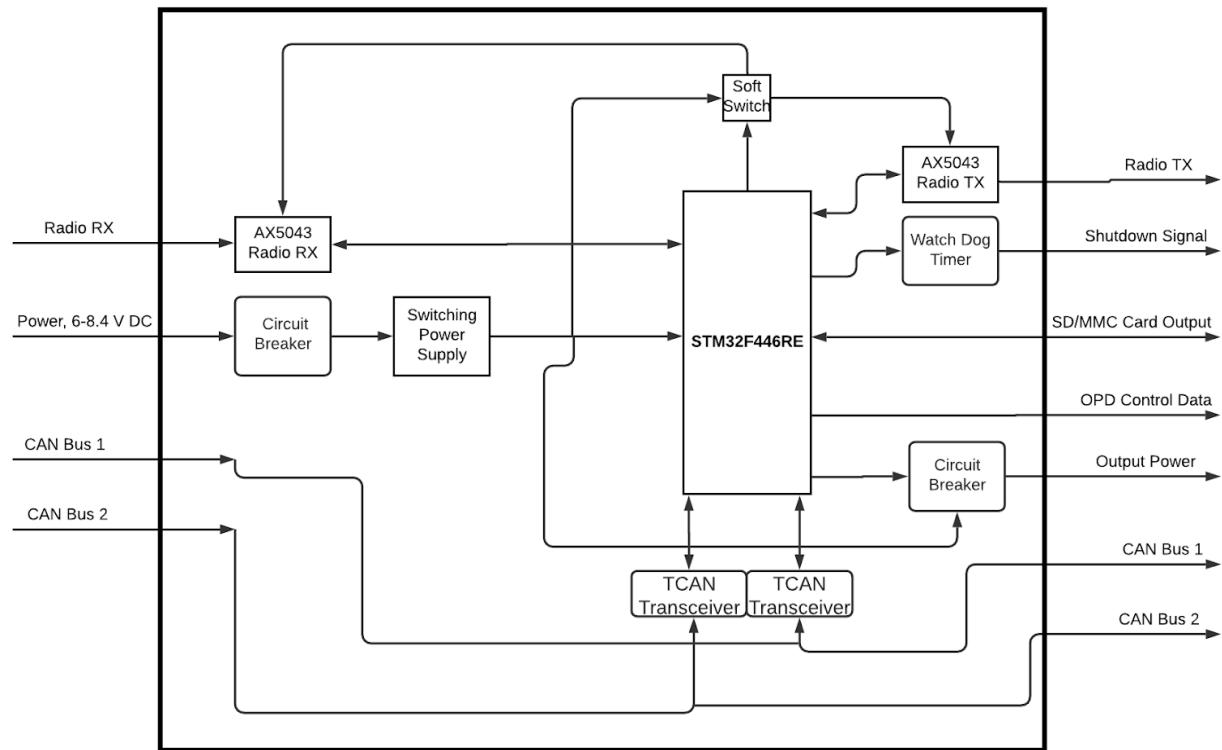 Soft
Switch
AX5043
Radio TX
Radio TX
Radio RX
AX5043
Radio RX
Watch Dog
Timer
Shutdown Signal
Power, 6-8.4 V DC
Circuit
Breaker
Switching
Power
Supply
STM32F446RE
SD/MMC Card Output
OPD Control Data
CAN Bus 1
Circuit
Breaker
Output Power
CAN Bus 2
CAN Bus 1
TCAN
Transceiver
TCAN
Transceiver
CAN Bus 2